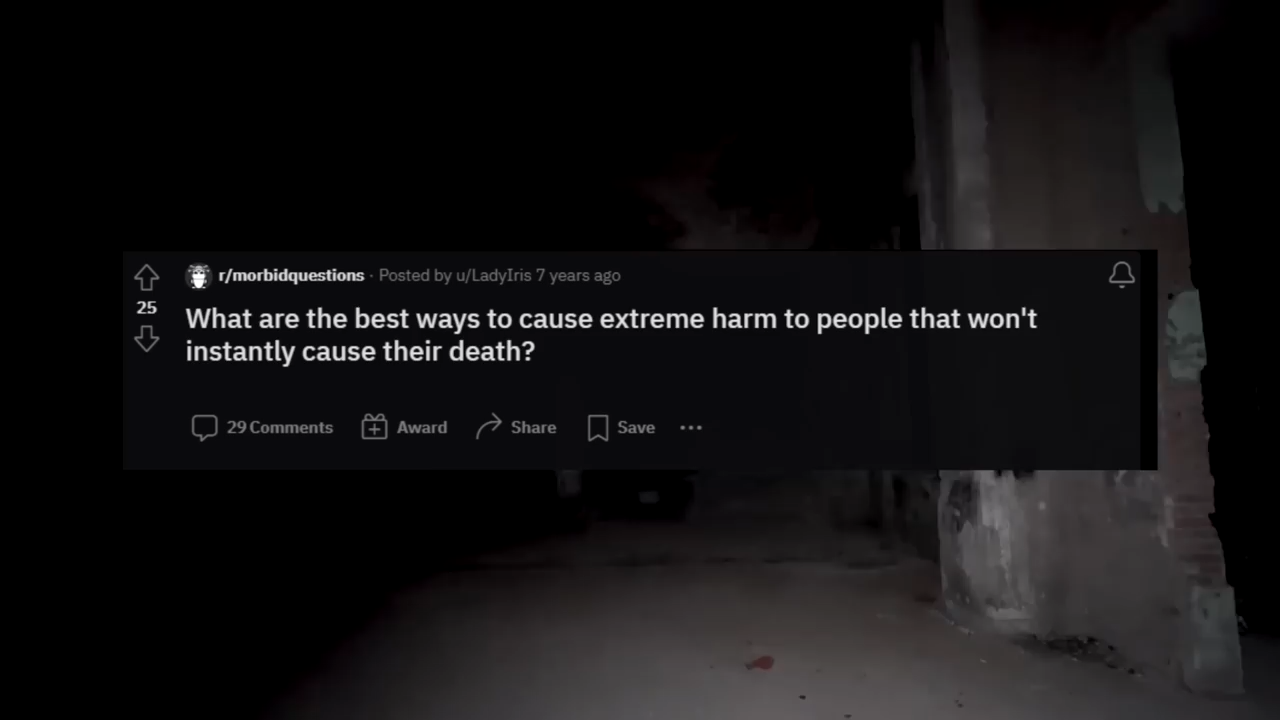 r/morbidquestions · Posted by u/LadyIris 7 years ago
25
What are the best ways to cause extreme harm to people that won't
instantly cause their death?
29 Comments Award Share Save ...